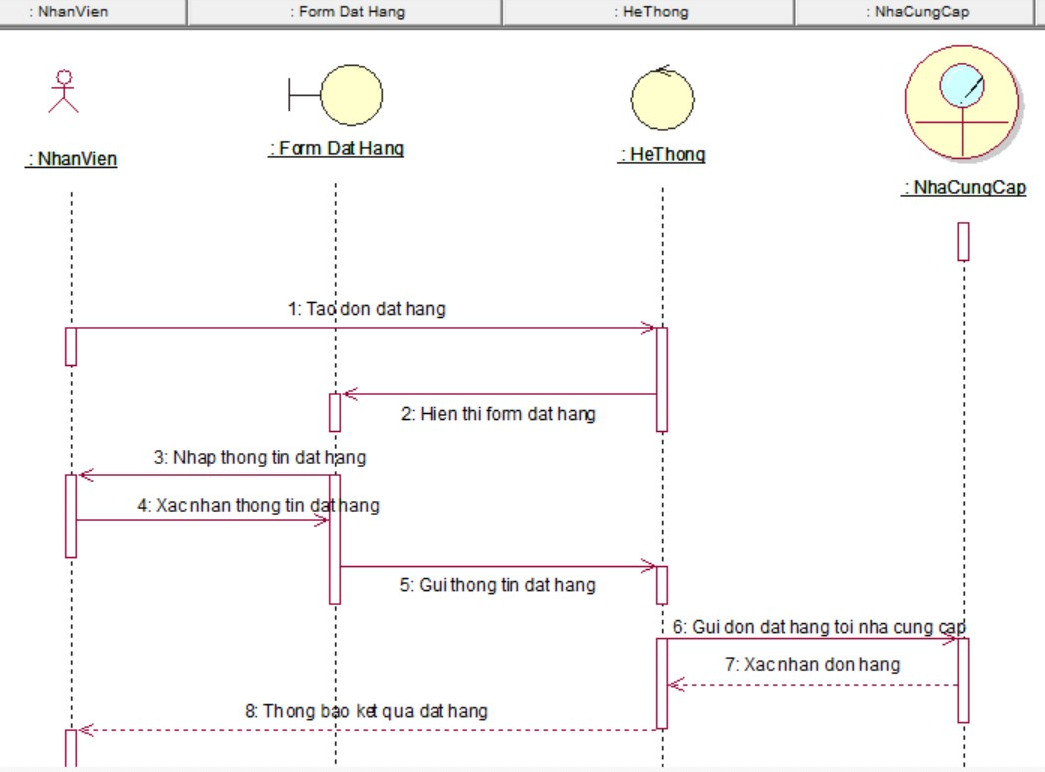 : NhanVien
: Form Dat Hang
: HeThong
: NhaCungCap
: NhanVien
: Form Dat Hang
: HeThong
: NhaCungCap
1: Tao don dat hang
2: Hien thi form dat hang
3: Nhap thong tin dat hang
4: Xac nhan thong tin dat hang
5: Gui thong tin dat hang
6: Gui don dat hang toi nha cung cap
7: Xac nhan don hang
8: Thong bao ket qua dat hang